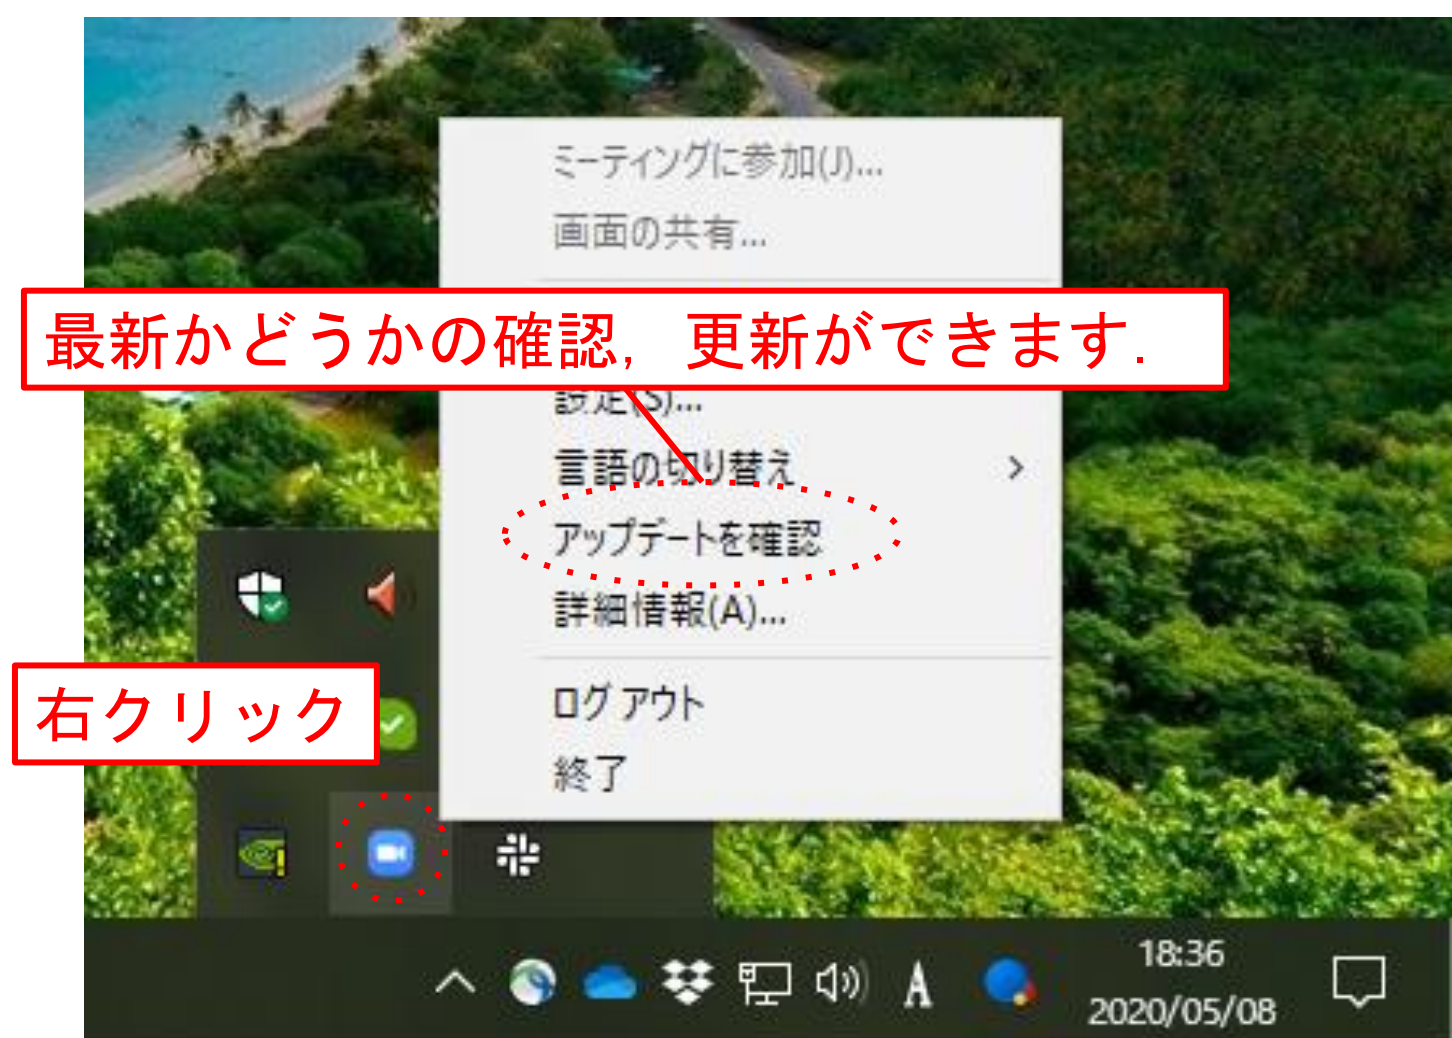 ミーティングに参加(J)...
画面の共有...
最新かどうかの確認，更新ができます．
設定(S)...
言語の切り替え
アップデートを確認
詳細情報(A)...
右クリック
ログ アウト
終了
A
18:36
2020/05/08